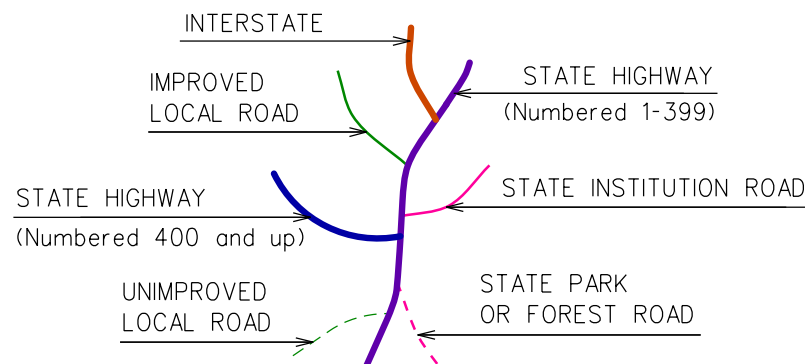 INTERSTATE
IMPROVED
LOCAL ROAD
STATE HIGHWAY
(Numbered 1-399)
STATE HIGHWAY
(Numbered 400 and up)
STATE INSTITUTION ROAD
UNIMPROVED
LOCAL ROAD
STATE PARK
OR FOREST ROAD